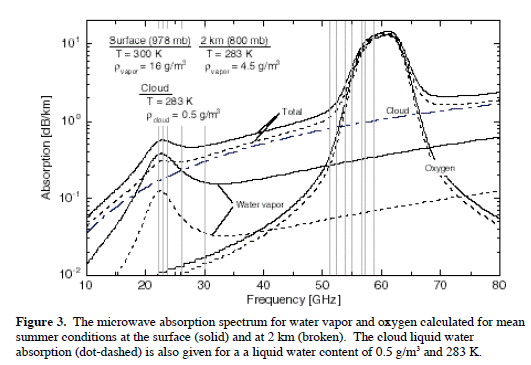 Surface (978 mb) 2 km (800 mb)
T = 300 K T = 283 K
ρvapor = 16 g/m³ ρvapor = 4.5 g/m³
Cloud
T = 283 K
ρcloud = 0.5 g/m³
Total
Cloud
Oxygen
Water vapor
Absorption [dB/km]
10¹
10⁰
10⁻¹
10⁻²
10 20 30 40 50 60 70 80
Frequency [GHz]
Figure 3. The microwave absorption spectrum for water vapor and oxygen calculated for mean
summer conditions at the surface (solid) and at 2 km (broken). The cloud liquid water
absorption (dot-dashed) is also given for a a liquid water content of 0.5 g/m³ and 283 K.